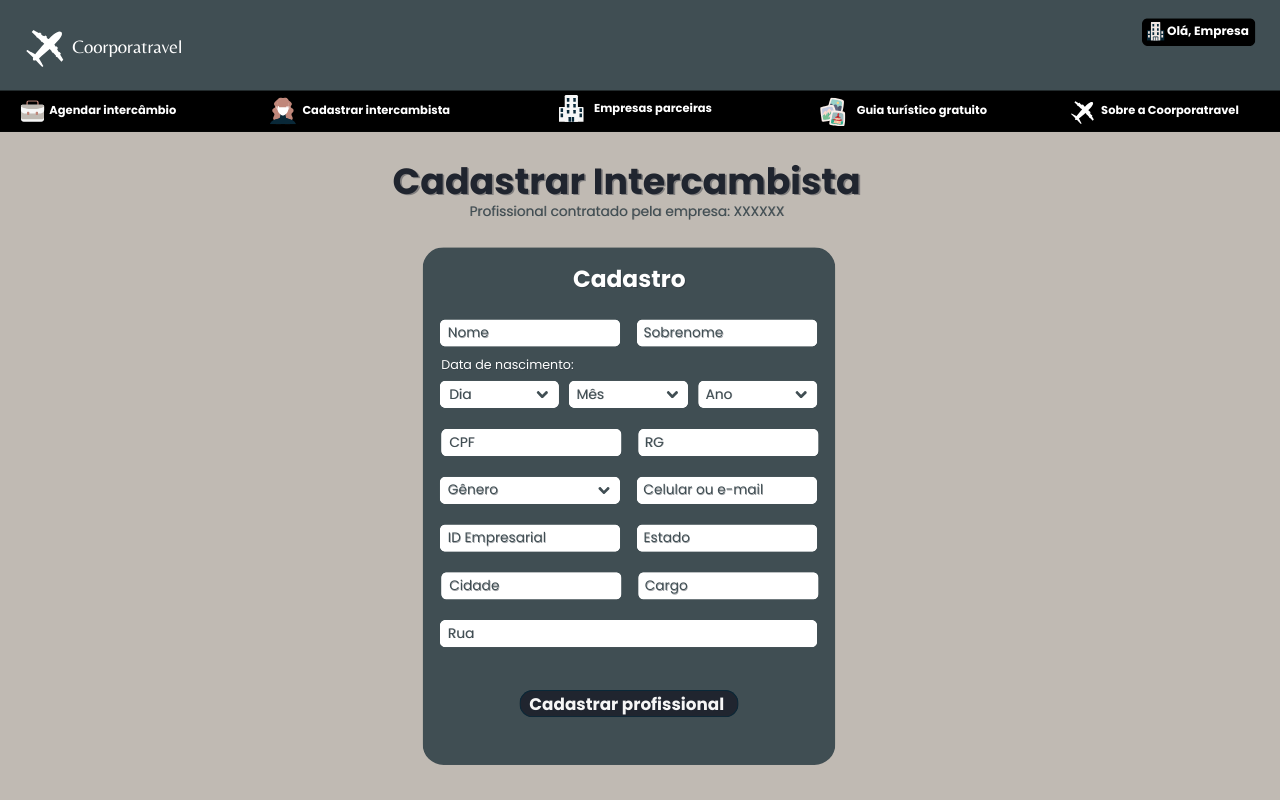 Coorporatravel
Olá, Empresa
Agendar intercâmbio
Cadastrar intercambista
Empresas parceiras
Guia turístico gratuito
Sobre a Coorporatravel
Cadastrar Intercambista
Profissional contratado pela empresa: XXXXXX
Cadastro
Nome
Sobrenome
Data de nascimento:
Dia
Mês
Ano
CPF
RG
Gênero
Celular ou e-mail
ID Empresarial
Estado
Cidade
Cargo
Rua
Cadastrar profissional